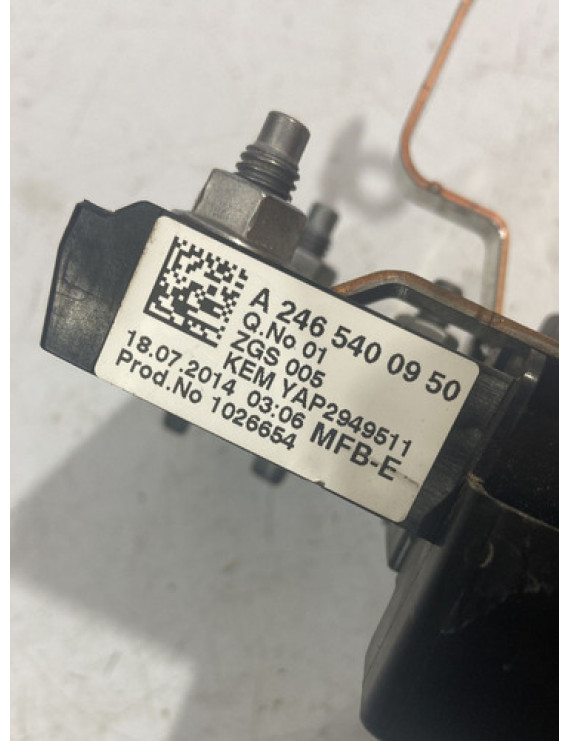 A 246 540 09 50
Q.No 01
ZGS 005
KEM YAP2949511
18.07.2014 03:06 MFB-E
Prod.No 1026654